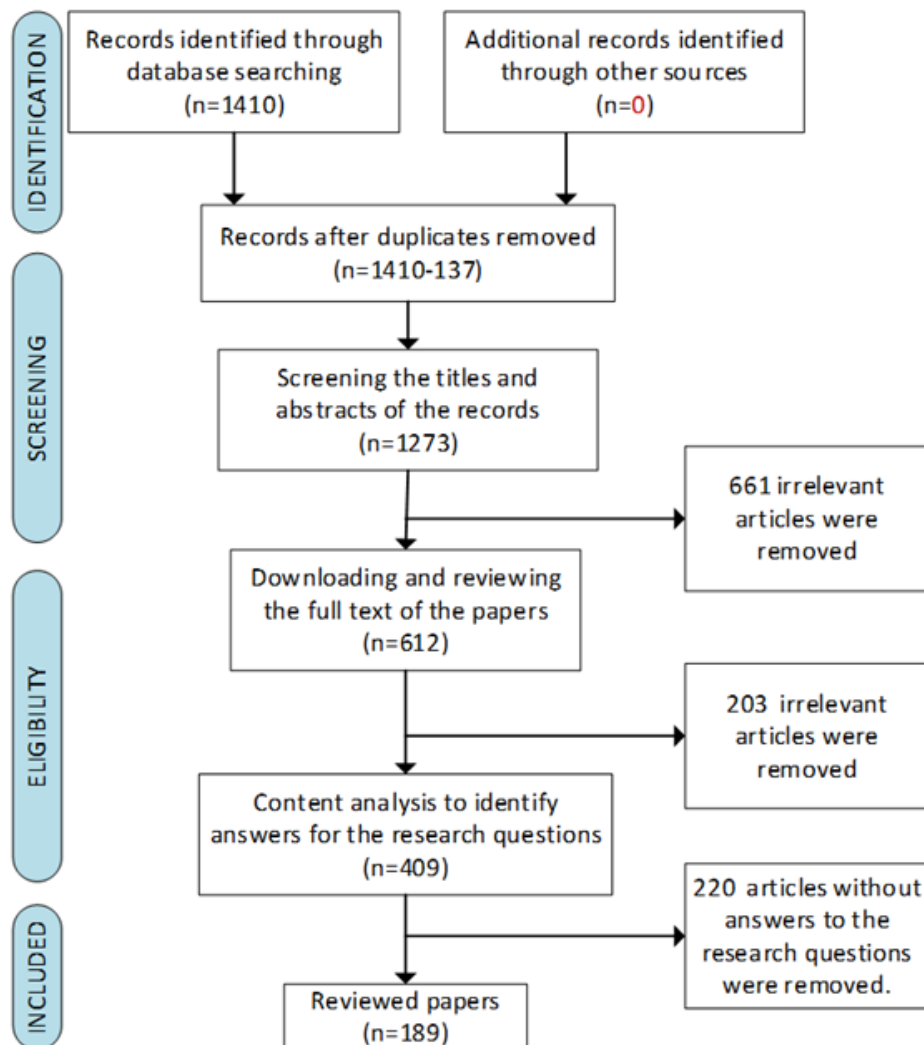 IDENTIFICATION
Records identified through
database searching
(n=1410)
Additional records identified
through other sources
(n=0)
Records after duplicates removed
(n=1410-137)
SCREENING
Screening the titles and
abstracts of the records
(n=1273)
661 irrelevant
articles were
removed
ELIGIBILITY
Downloading and reviewing
the full text of the papers
(n=612)
203 irrelevant
articles were
removed
Content analysis to identify
answers for the research questions
(n=409)
220 articles without
answers to the
research questions
were removed.
INCLUDED
Reviewed papers
(n=189)